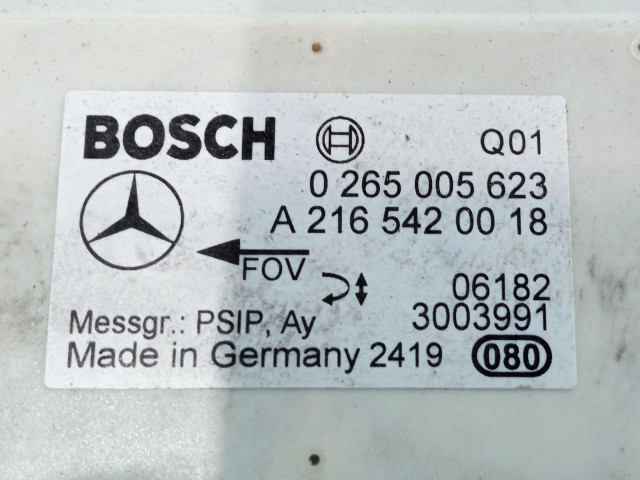 BOSCH Q01
0 265 005 623
A 216 542 00 18
FOV
06182
Messgr.: PSIP, Ay 3003991
Made in Germany 2419 080